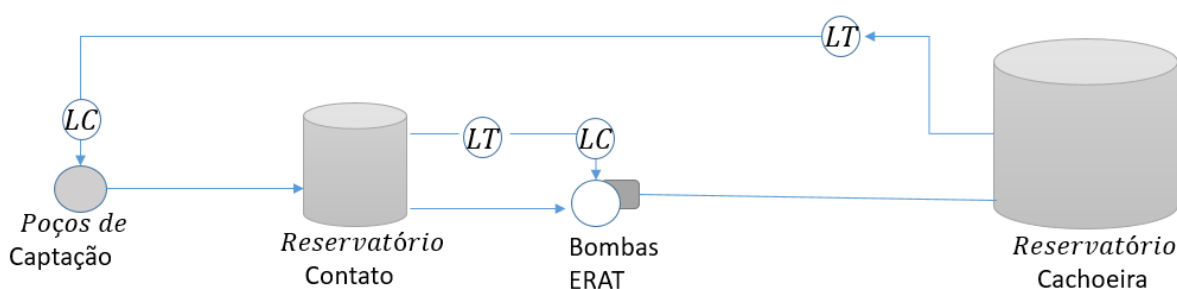 LT
LC
LT
LC
Poços de
Captação
Reservatório
Contato
Bombas
ERAT
Reservatório
Cachoeira